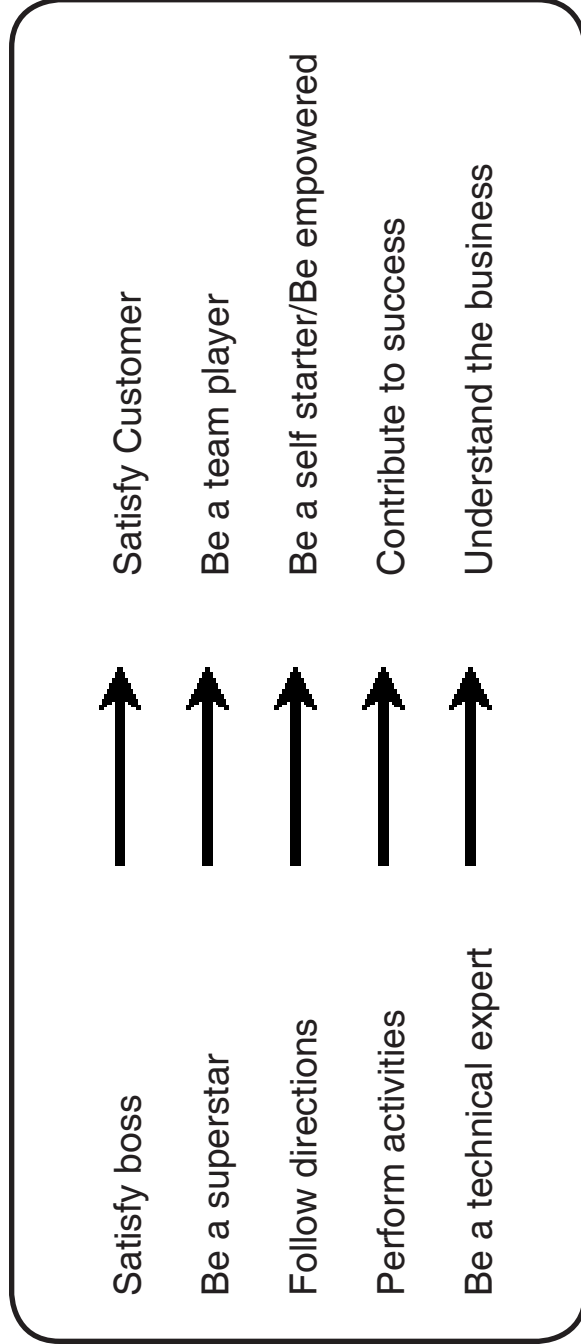 Satisfy boss Satisfy Customer
Be a superstar Be a team player
Follow directions Be a self starter/Be empowered
Perform activities Contribute to success
Be a technical expert Understand the business